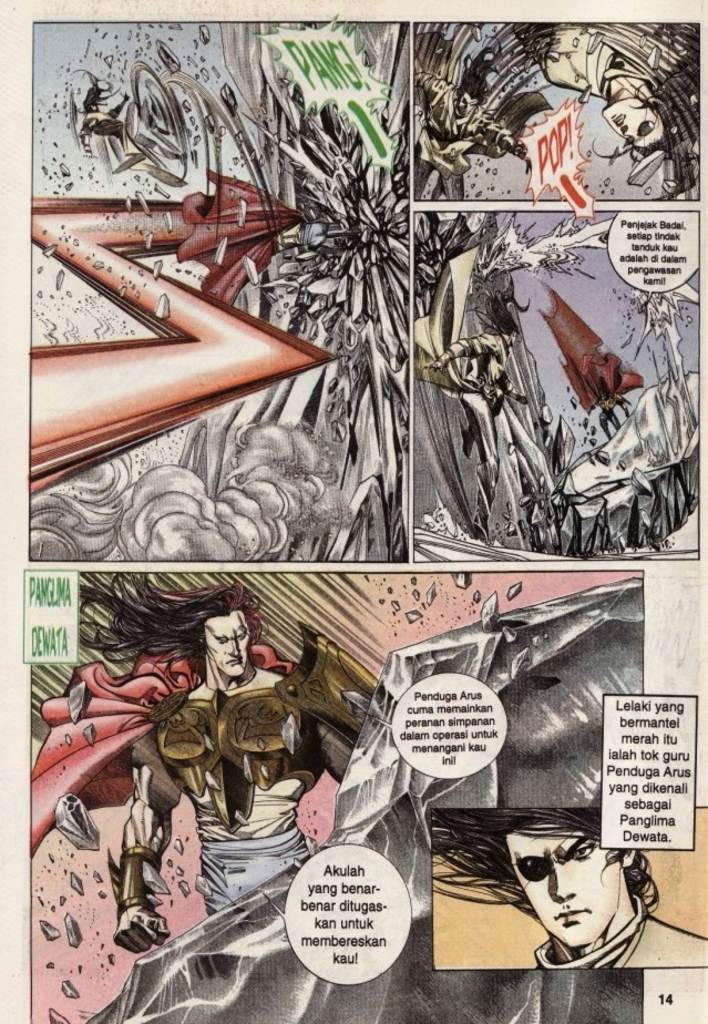 PANG!
POP!
Penjejak Badai,
setiap tindak
tanduk kau
adalah di dalam
pengawasan
kami!
PANGLIMA
DEWATA
Penduga Arus
cuma memainkan
peranan simpanan
dalam operasi untuk
menangani kau
ini!
Lelaki yang
bermantel
merah itu
ialah tok guru
Penduga Arus
yang dikenali
sebagai
Panglima
Dewata.
Akulah
yang benar-
benar ditugas-
kan untuk
membereskan
kau!
14